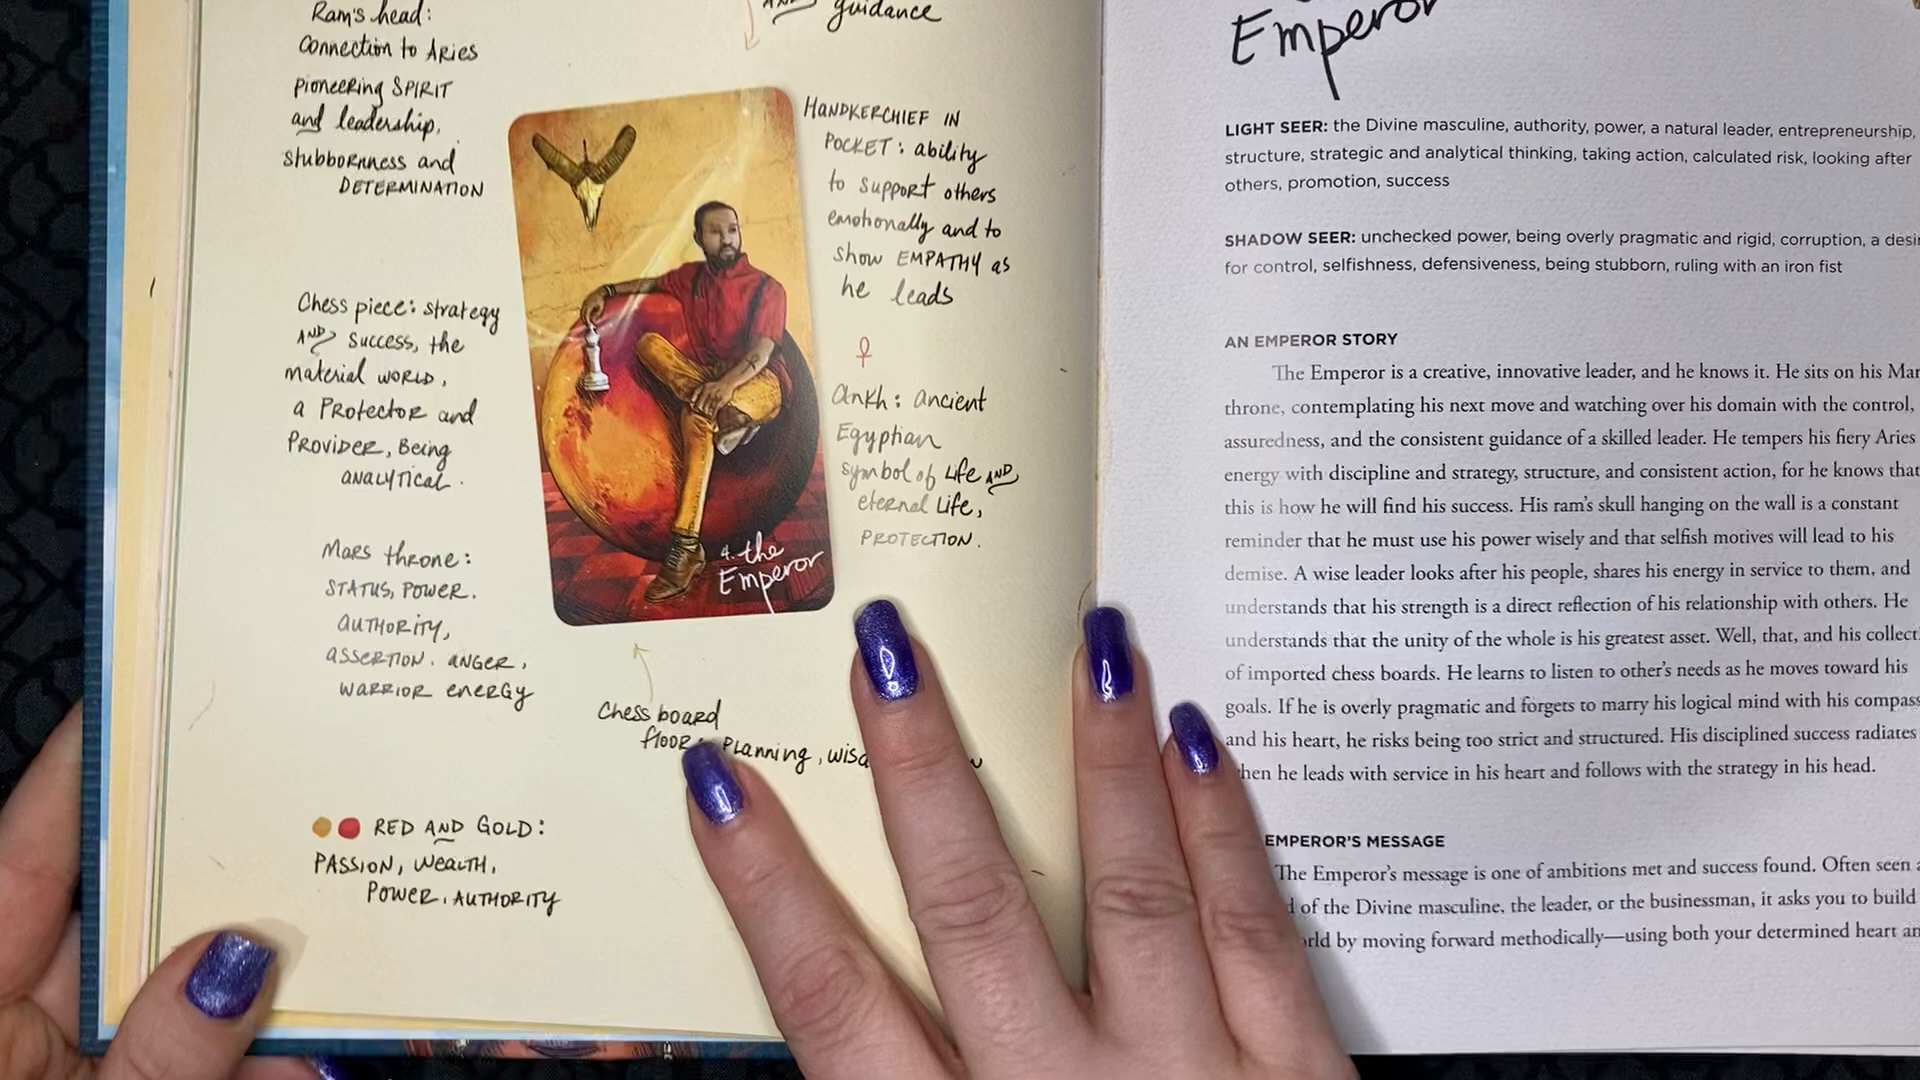 Ram's head:
Connection to Aries
pioneering SPIRIT
and leadership,
stubbornness and
DETERMINATION
AND guidance
Chess piece: strategy
AND success, the
material WORLD,
a Protector and
Provider, Being
analytical.
Mars throne:
STATUS, POWER.
authority,
assertion. anger,
warrior energy
4. the
Emperor
HANDKERCHIEF IN
POCKET: ability
to support others
emotionally and to
show EMPATHY as
he leads
Ankh: ancient
Egyptian
symbol of Life AND
eternal Life,
PROTECTION.
Chess board
floor: Planning,
RED AND GOLD:
PASSION, Wealth,
Power, AUTHORITY
Emperor
LIGHT SEER: the Divine masculine, authority, power, a natural leader, entrepreneurship,
structure, strategic and analytical thinking, taking action, calculated risk, looking after
others, promotion, success
SHADOW SEER: unchecked power, being overly pragmatic and rigid, corruption, a
for control, selfishness, defensiveness, being stubborn, ruling with an iron fist
AN EMPEROR STORY
The Emperor is a creative, innovative leader, and he knows it. He sits on his
throne, contemplating his next move and watching over his domain with the control,
assuredness, and the consistent guidance of a skilled leader. He tempers his fiery Aries
energy with discipline and strategy, structure, and consistent action, for he knows that
this is how he will find his success. His ram's skull hanging on the wall is a constant
reminder that he must use his power wisely and that selfish motives will lead to his
demise. A wise leader looks after his people, shares his energy in service to them, and
understands that his strength is a direct reflection of his relationship with others. He
understands that the unity of the whole is his greatest asset. Well, that, and his
of imported chess boards. He learns to listen to other's needs as he moves toward his
goals. If he is overly pragmatic and forgets to marry his logical mind with his
and his heart, he risks being too strict and structured. His disciplined success radiates
when he leads with service in his heart and follows with the strategy in his head.
EMPEROR'S MESSAGE
The Emperor's message is one of ambitions met and success found. Often seen
of the Divine masculine, the leader, or the businessman, it asks you to build
by moving forward methodically—using both your determined heart